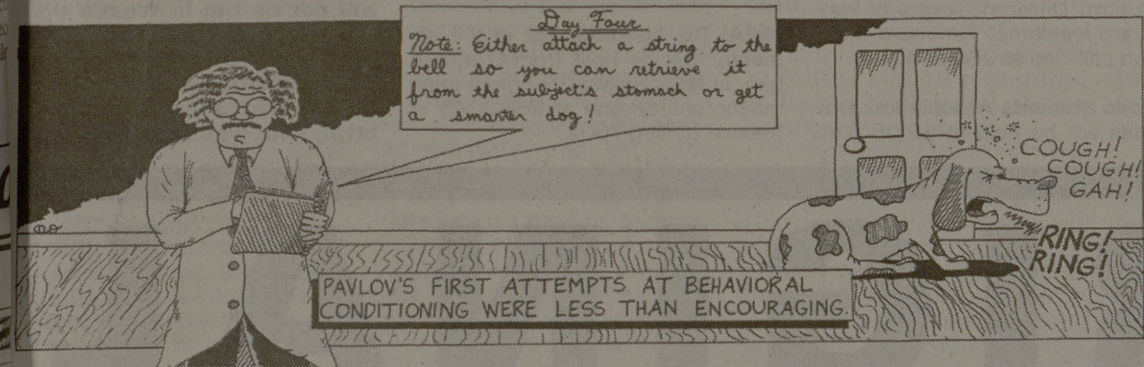 Day Four
Note: Either attach a string to the
bell so you can retrieve it
from the subject's stomach or get
a smarter dog!
COUGH!
COUGH!
GAH!
RING!
RING!
PAVLOV'S FIRST ATTEMPTS AT BEHAVIORAL
CONDITIONING WERE LESS THAN ENCOURAGING.